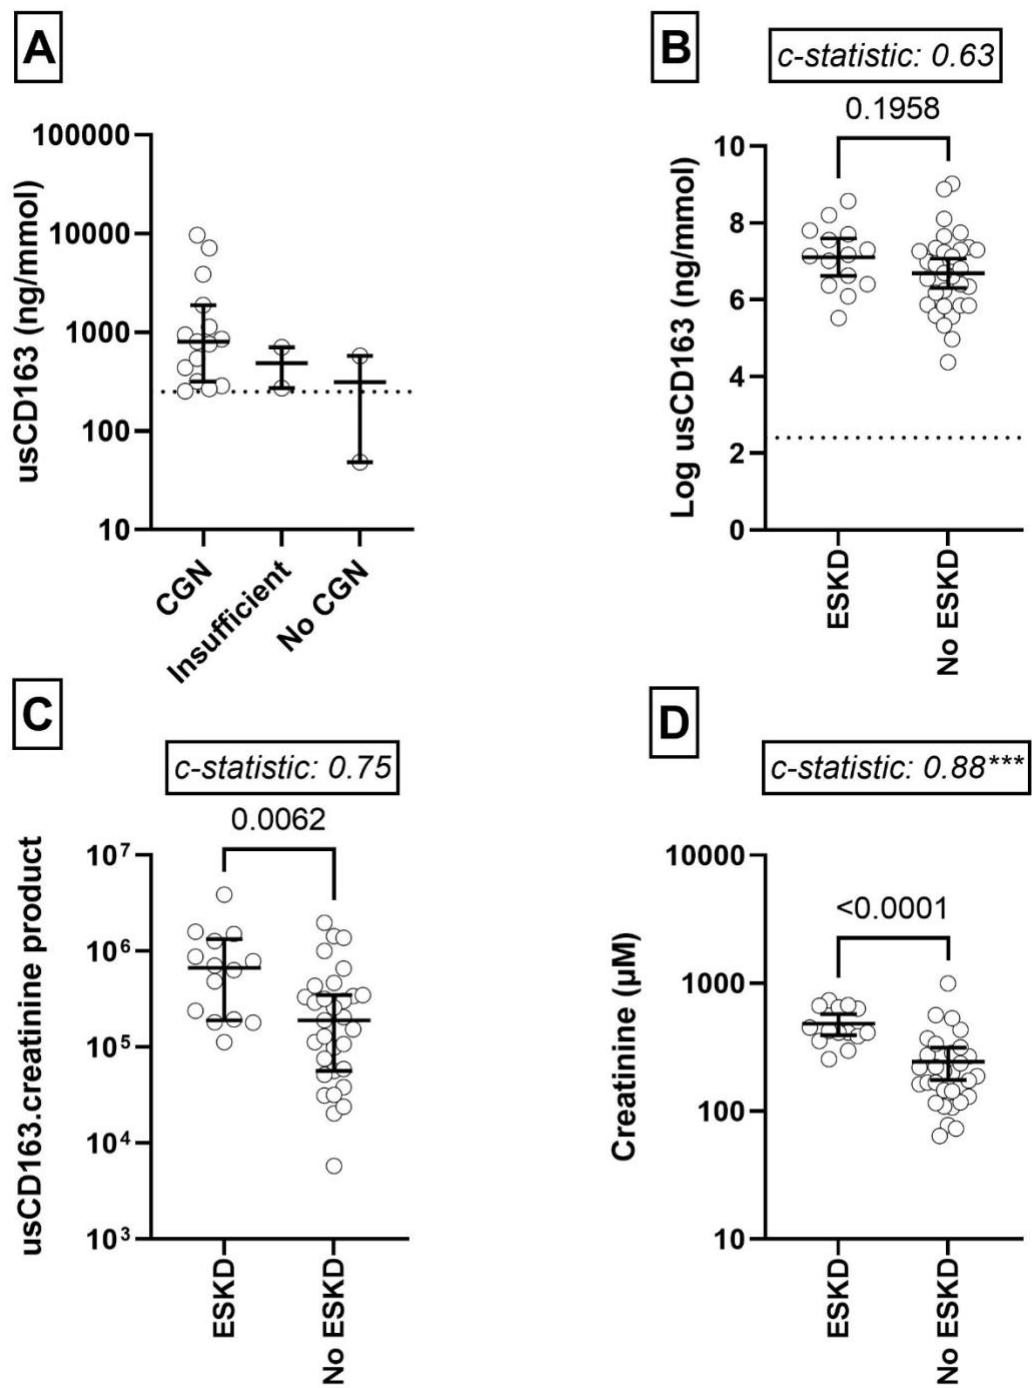 A
usCD163 (ng/mmol)
100000
10000
1000
100
10
CGN
Insufficient
No CGN
B
c-statistic: 0.63
0.1958
Log usCD163 (ng/mmol)
10
8
6
4
2
0
ESKD
No ESKD
C
c-statistic: 0.75
0.0062
usCD163.creatinine product
10⁷
10⁶
10⁵
10⁴
10³
ESKD
No ESKD
D
c-statistic: 0.88***
<0.0001
Creatinine (µM)
10000
1000
100
10
ESKD
No ESKD